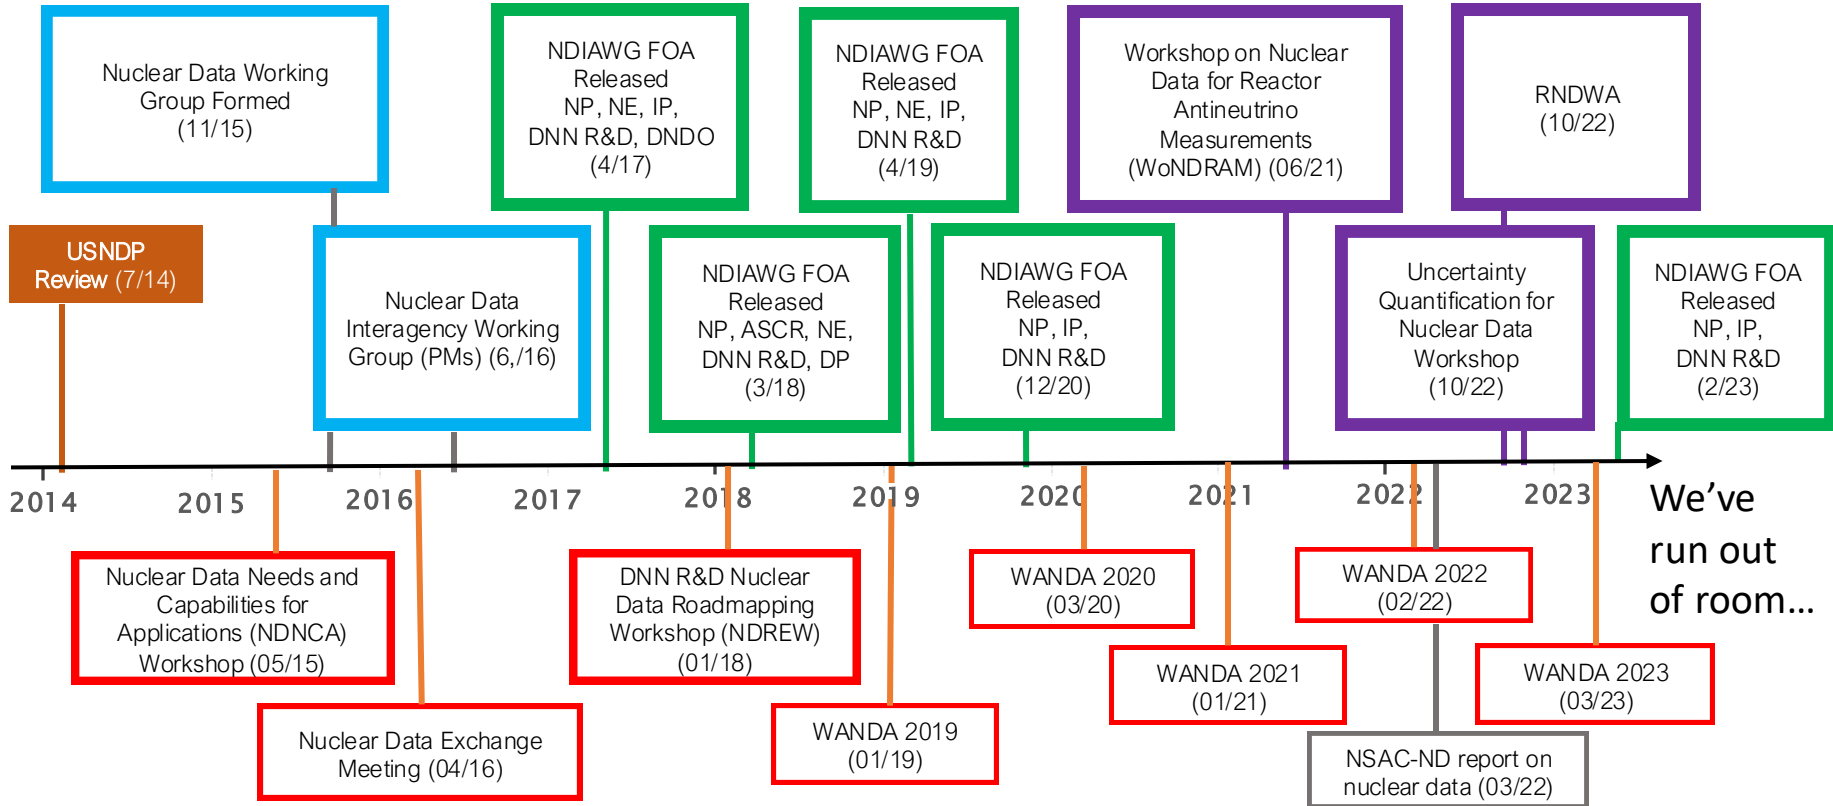 Nuclear Data Working
Group Formed
(11/15)
NDIAWG FOA
Released
NP, NE, IP,
DNN R&D, DNDO
(4/17)
NDIAWG FOA
Released
NP, NE, IP,
DNN R&D
(4/19)
Workshop on Nuclear
Data for Reactor
Antineutrino
Measurements
(WoNDRAM) (06/21)
RNDWA
(10/22)
USNDP
Review (7/14)
Nuclear Data
Interagency Working
Group (PMs) (6,/16)
NDIAWG FOA
Released
NP, ASCR, NE,
DNN R&D, DP
(3/18)
NDIAWG FOA
Released
NP, IP,
DNN R&D
(12/20)
Uncertainty
Quantification for
Nuclear Data
Workshop
(10/22)
NDIAWG FOA
Released
NP, IP,
DNN R&D
(2/23)
2014 2015 2016 2017 2018 2019 2020 2021 2022 2023
We've
run out
of room...
Nuclear Data Needs and
Capabilities for
Applications (NDNCA)
Workshop (05/15)
DNN R&D Nuclear
Data Roadmapping
Workshop (NDREW)
(01/18)
WANDA 2020
(03/20)
WANDA 2022
(02/22)
WANDA 2021
(01/21)
WANDA 2023
(03/23)
Nuclear Data Exchange
Meeting (04/16)
WANDA 2019
(01/19)
NSAC-ND report on
nuclear data (03/22)